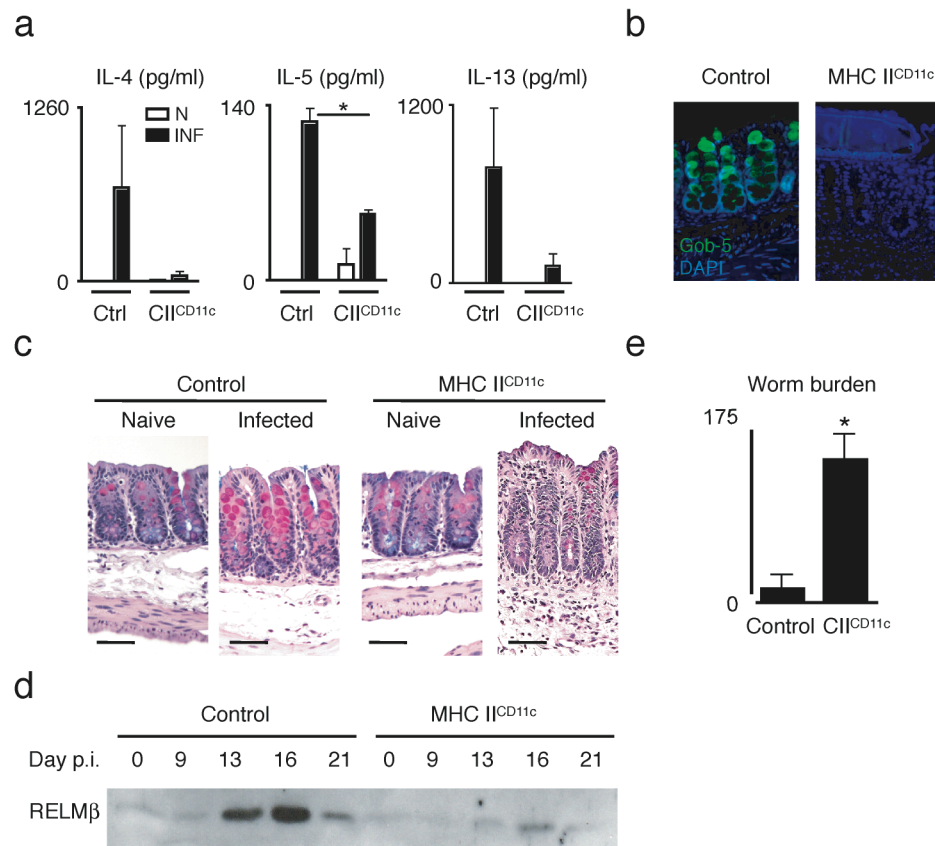 a
IL-4 (pg/ml)
1260
0
N
INF
Ctrl
CII^CD11c
IL-5 (pg/ml)
140
0
*
Ctrl
CII^CD11c
IL-13 (pg/ml)
1200
0
Ctrl
CII^CD11c
b
Control
MHC II^CD11c
Gob-5
DAPI
c
Control
MHC II^CD11c
Naive
Infected
Naive
Infected
e
Worm burden
175
0
*
Control
CII^CD11c
d
Control
MHC II^CD11c
Day p.i. 0 9 13 16 21 0 9 13 16 21
RELMβ